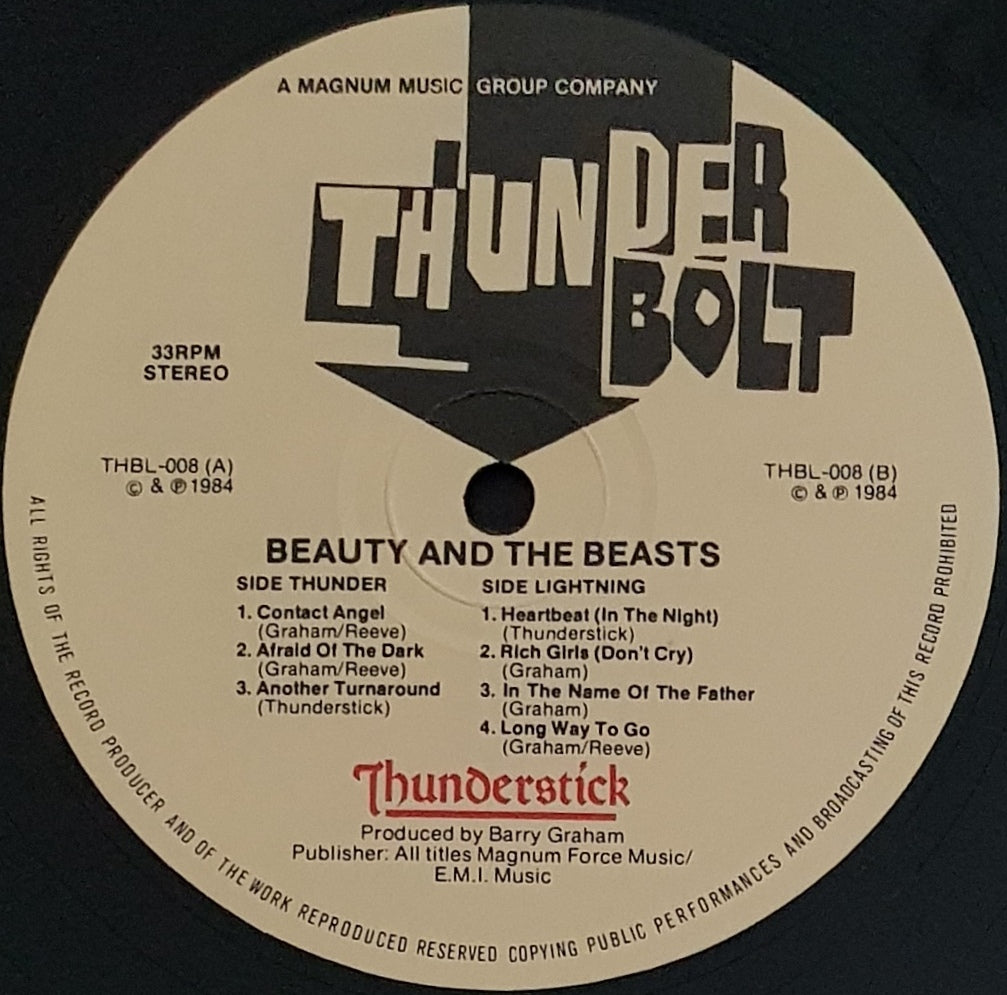 A MAGNUM MUSIC GROUP COMPANY
THUNDER
BOLT
33RPM
STEREO
THBL-008 (A)
© & ℗ 1984
THBL-008 (B)
© & ℗ 1984
BEAUTY AND THE BEASTS
SIDE THUNDER
1. Contact Angel
(Graham/Reeve)
2. Afraid Of The Dark
(Graham/Reeve)
3. Another Turnaround
(Thunderstick)
SIDE LIGHTNING
1. Heartbeat (In The Night)
(Thunderstick)
2. Rich Girls (Don't Cry)
(Graham)
3. In The Name Of The Father
(Graham)
4. Long Way To Go
(Graham/Reeve)
Thunderstick
Produced by Barry Graham
Publisher: All titles Magnum Force Music/
E.M.I. Music
ALL RIGHTS OF THE RECORD PRODUCER AND OF THE WORK REPRODUCED RESERVED COPYING PUBLIC PERFORMANCES AND BROADCASTING OF THIS RECORD PROHIBITED